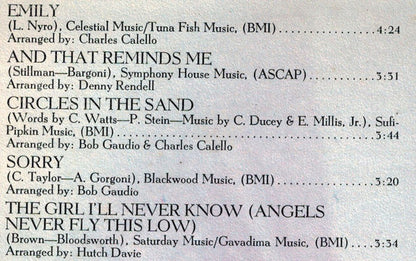 EMILY
(L. Nyro), Celestial Music/Tuna Fish Music, (BMI)..............4:24
Arranged by: Charles Calello
AND THAT REMINDS ME
(Stillman—Bargoni), Symphony House Music, (ASCAP)....3:31
Arranged by: Denny Rendell
CIRCLES IN THE SAND
(Words by C. Watts—P. Stein—Music by C. Ducey & E. Millis, Jr.), Sufi-
Pipkin Music, (BMI)......................................3:44
Arranged by: Bob Gaudio & Charles Calello
SORRY
(C. Taylor—A. Gorgoni), Blackwood Music, (BMI)...............3:20
Arranged by: Bob Gaudio
THE GIRL I'LL NEVER KNOW (ANGELS
NEVER FLY THIS LOW)
(Brown—Bloodsworth), Saturday Music/Gavadima Music, (BMI)....3:34
Arranged by: Hutch Davie